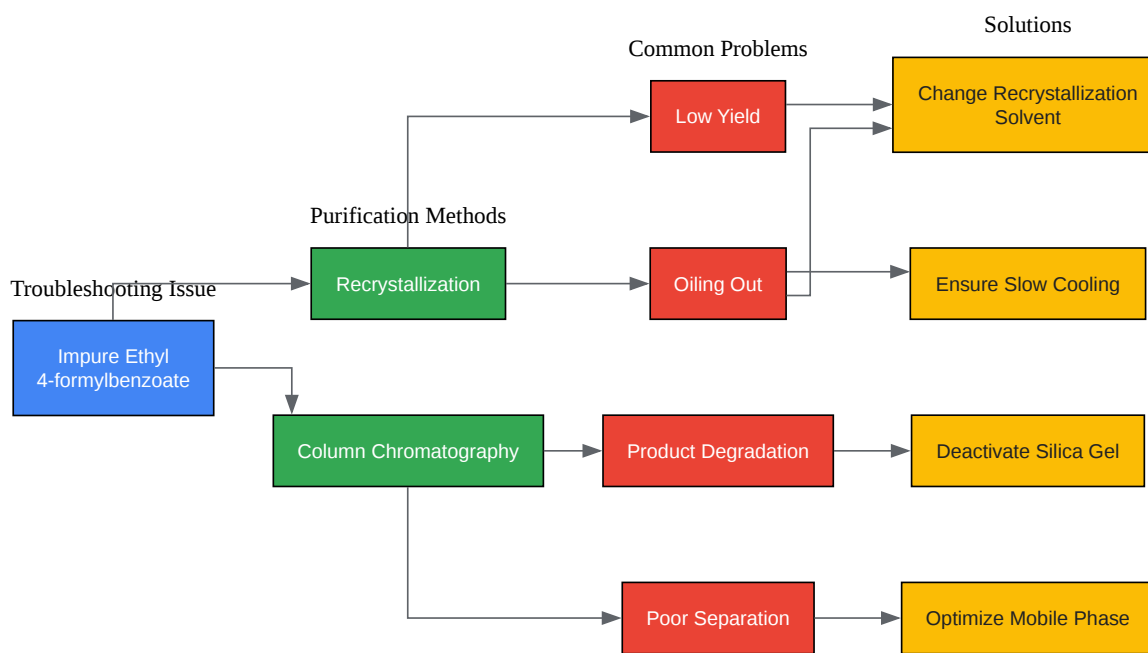 Solutions
Common Problems
Change Recrystallization
Solvent
Low Yield
Purification Methods
Troubleshooting Issue
Recrystallization
Oiling Out
Ensure Slow Cooling
Impure Ethyl
4-formylbenzoate
Column Chromatography
Product Degradation
Deactivate Silica Gel
Poor Separation
Optimize Mobile Phase